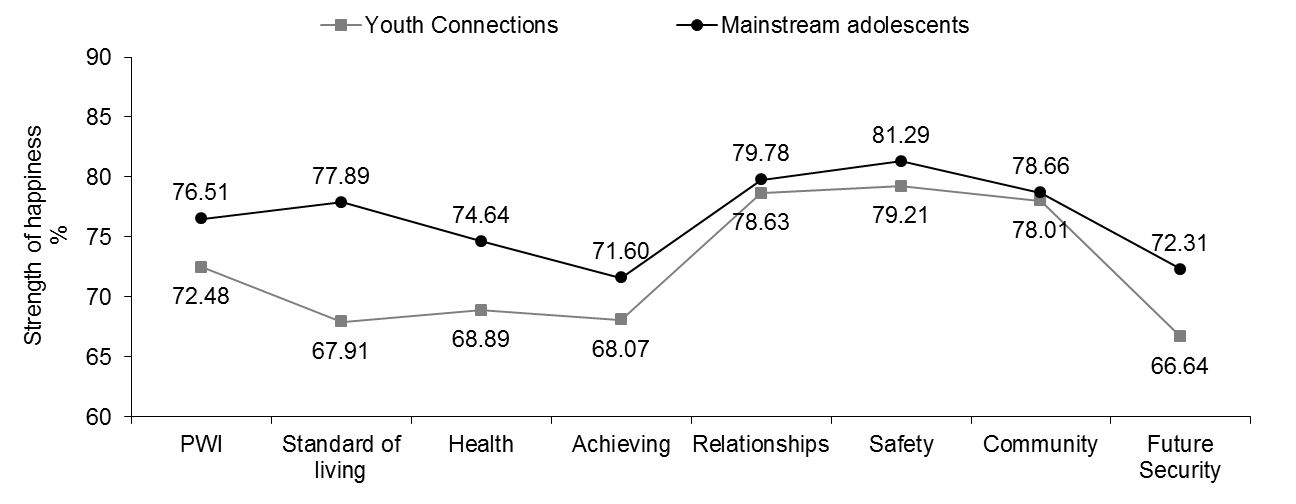 Youth Connections Mainstream adolescents
90
85
80
75
70
65
60
Strength of happiness
%
76.51 77.89 74.64 71.60 79.78 81.29 78.66 72.31
72.48 67.91 68.89 68.07 78.63 79.21 78.01 66.64
PWI Standard of Health Achieving Relationships Safety Community Future
living Security